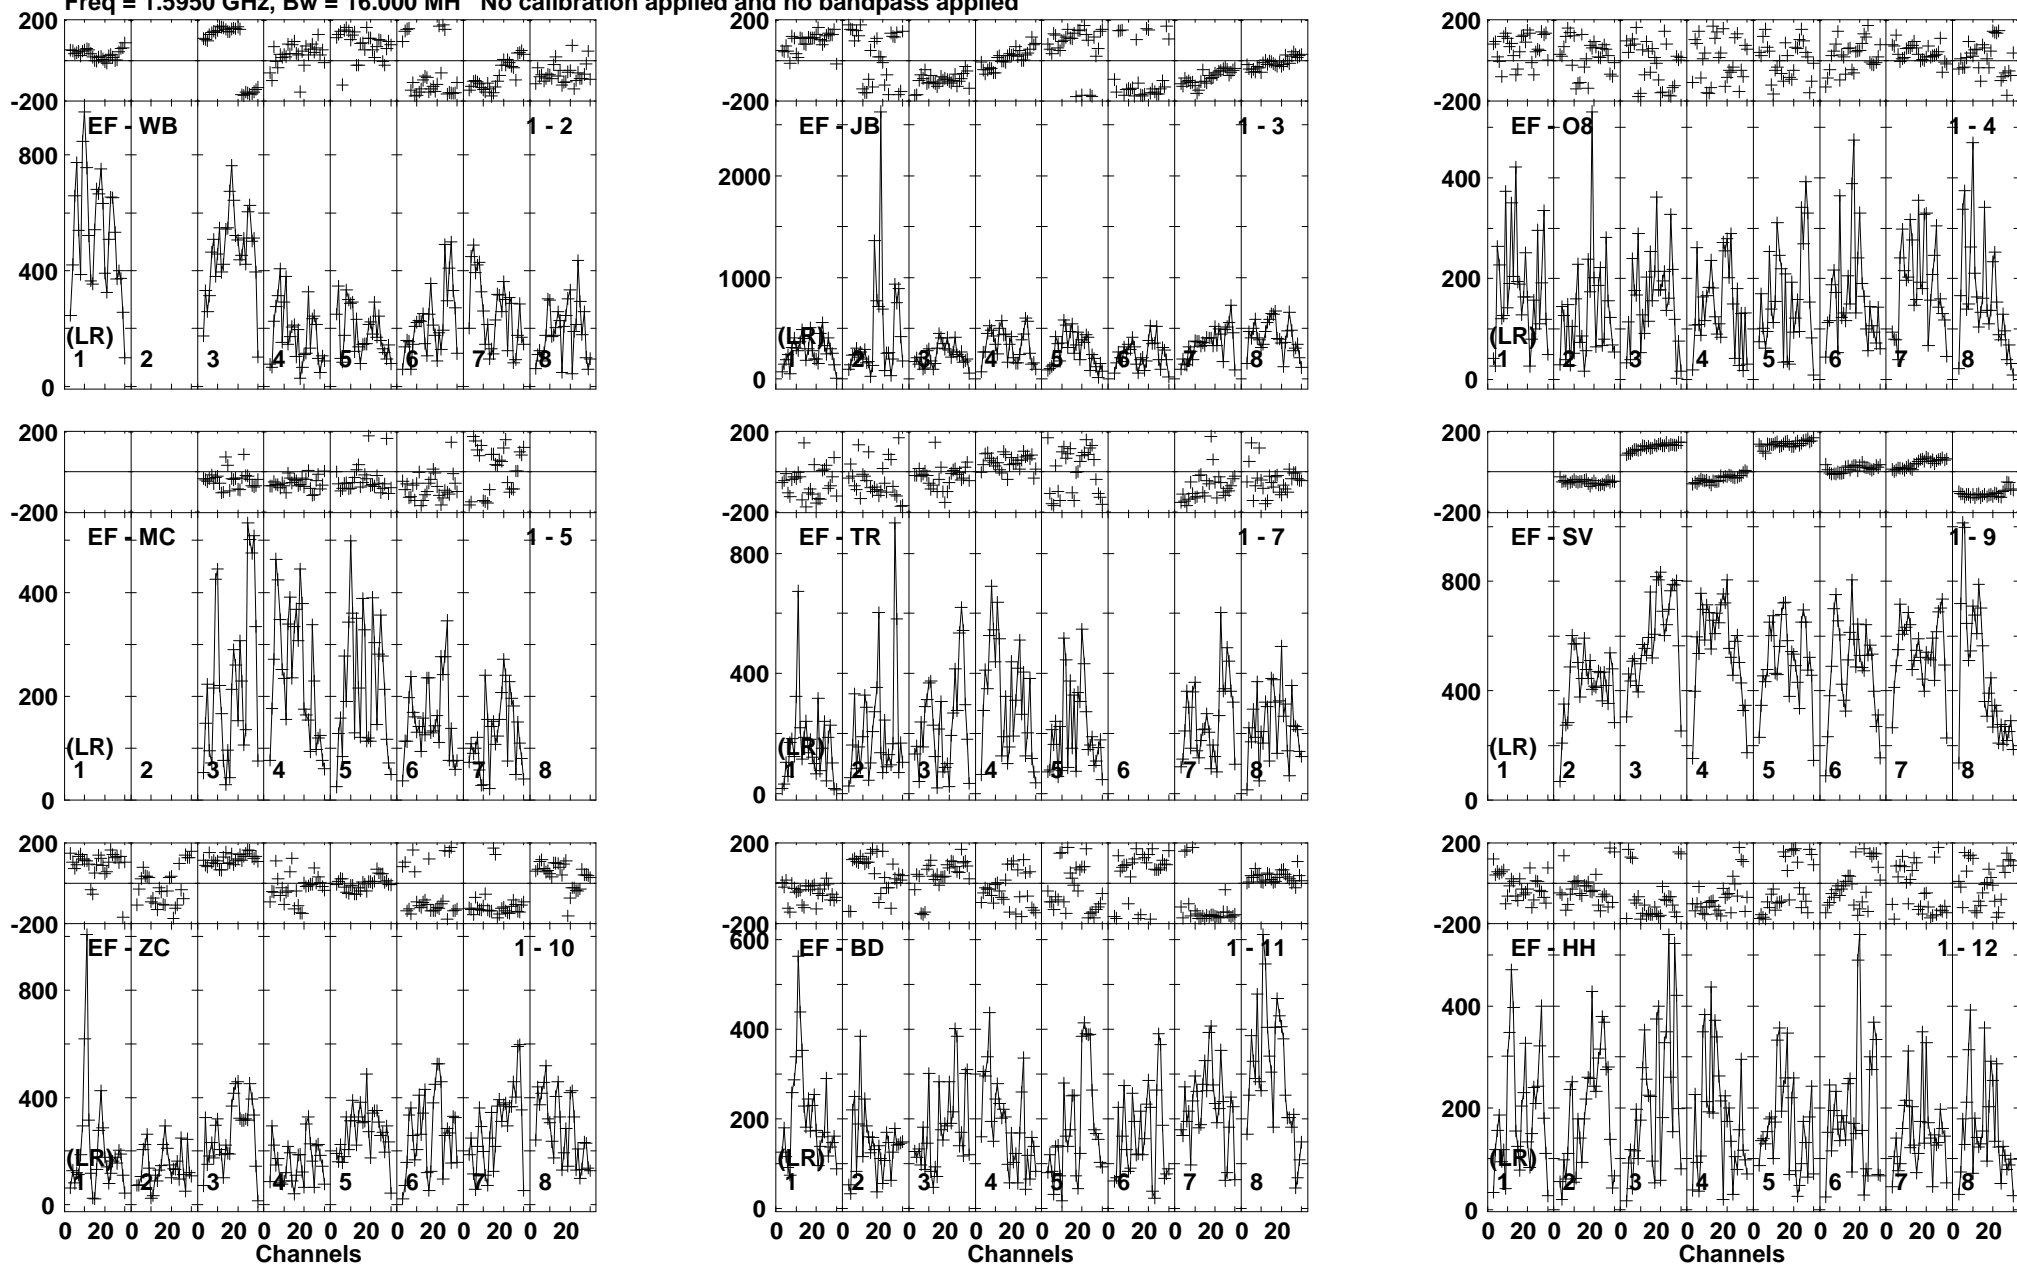 Freq = 1.5950 GHz, Bw = 16.000 MH No calibration applied and no bandpass applied
200 200 200
-200 -200 -200
EF - WB 1 - 2 EF - JB 1 - 3 EF - O8 1 - 4
800 2000 400
400 1000 200
(LR) (LR) (LR)
1 2 3 4 5 6 7 8 1 2 3 4 5 6 7 8 1 2 3 4 5 6 7 8
0 0 0
200 200 200
-200 -200 -200
EF - MC 1 - 5 EF - TR 1 - 7 EF - SV 1 - 9
400 800 800
200 400 400
(LR) (LR) (LR)
1 2 3 4 5 6 7 8 1 2 3 4 5 6 7 8 1 2 3 4 5 6 7 8
0 0 0
200 200 200
-200 -200 -200
EF - ZC 1 - 10 600 EF - BD 1 - 11 EF - HH 1 - 12
800 400 400
400 200 200
(LR) (LR) (LR)
1 2 3 4 5 6 7 8 1 2 3 4 5 6 7 8 1 2 3 4 5 6 7 8
0 0 0
0 20 0 20 0 20 0 20 0 20 0 20 0 20 0 20 0 20 0 20 0 20 0 20 0 20 0 20 0 20 0 20 0 20 0 20 0 20 0 20 0 20 0 20 0 20 0 20
Channels Channels Channels